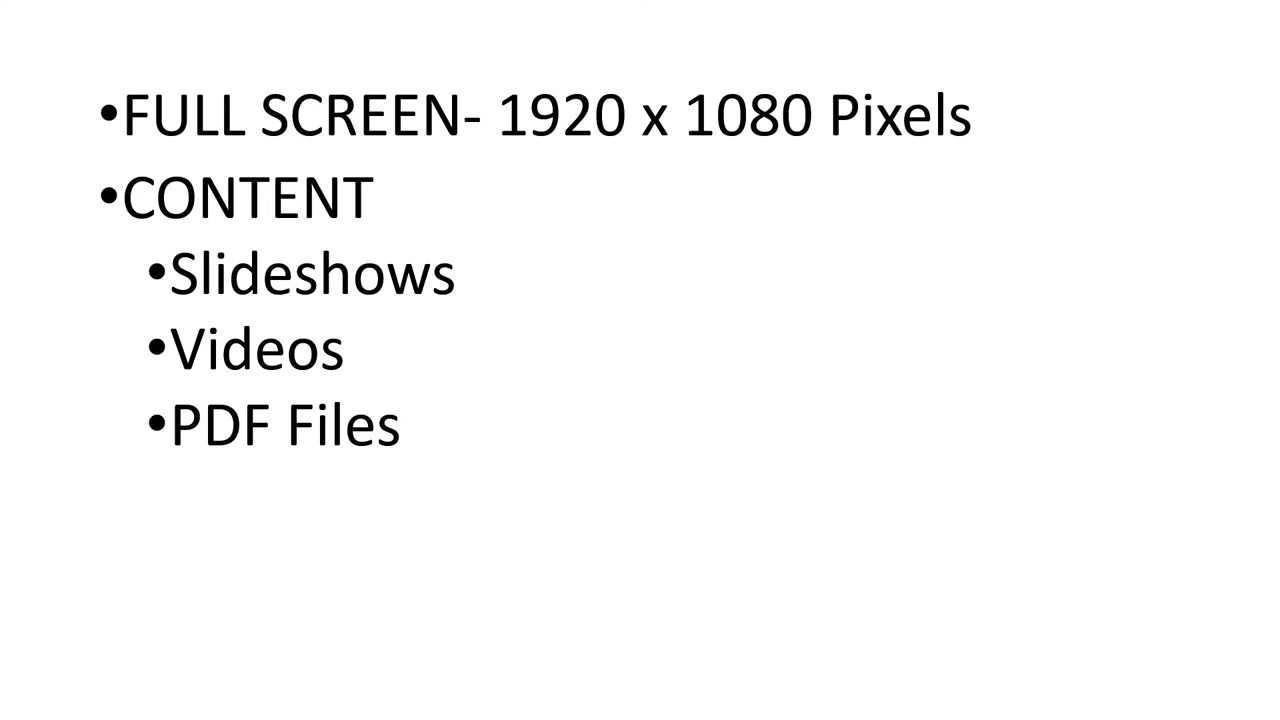 •FULL SCREEN- 1920 x 1080 Pixels
•CONTENT
•Slideshows
•Videos
•PDF Files